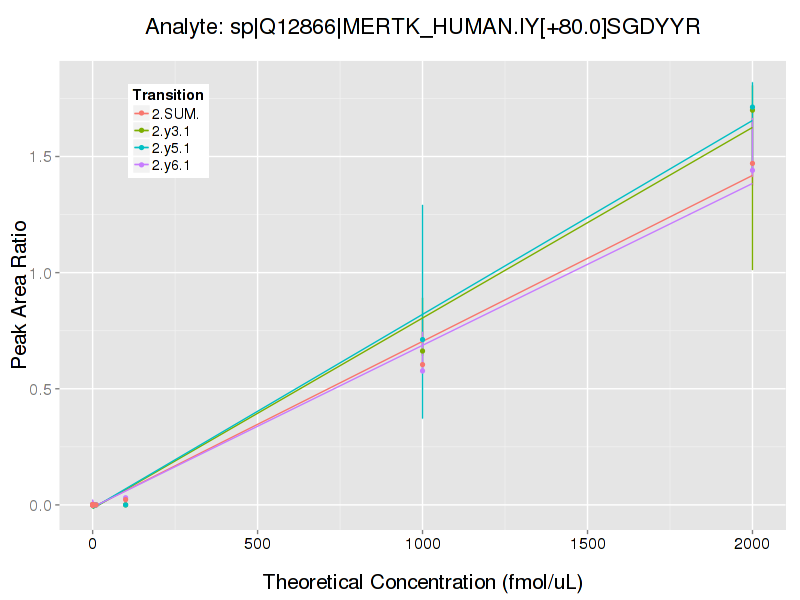 Analyte: sp|Q12866|MERTK_HUMAN.IY[+80.0]SGDYYR
Transition
2.SUM.
2.y3.1
2.y5.1
2.y6.1
Peak Area Ratio
1.5
1.0
0.5
0.0
0 500 1000 1500 2000
Theoretical Concentration (fmol/uL)